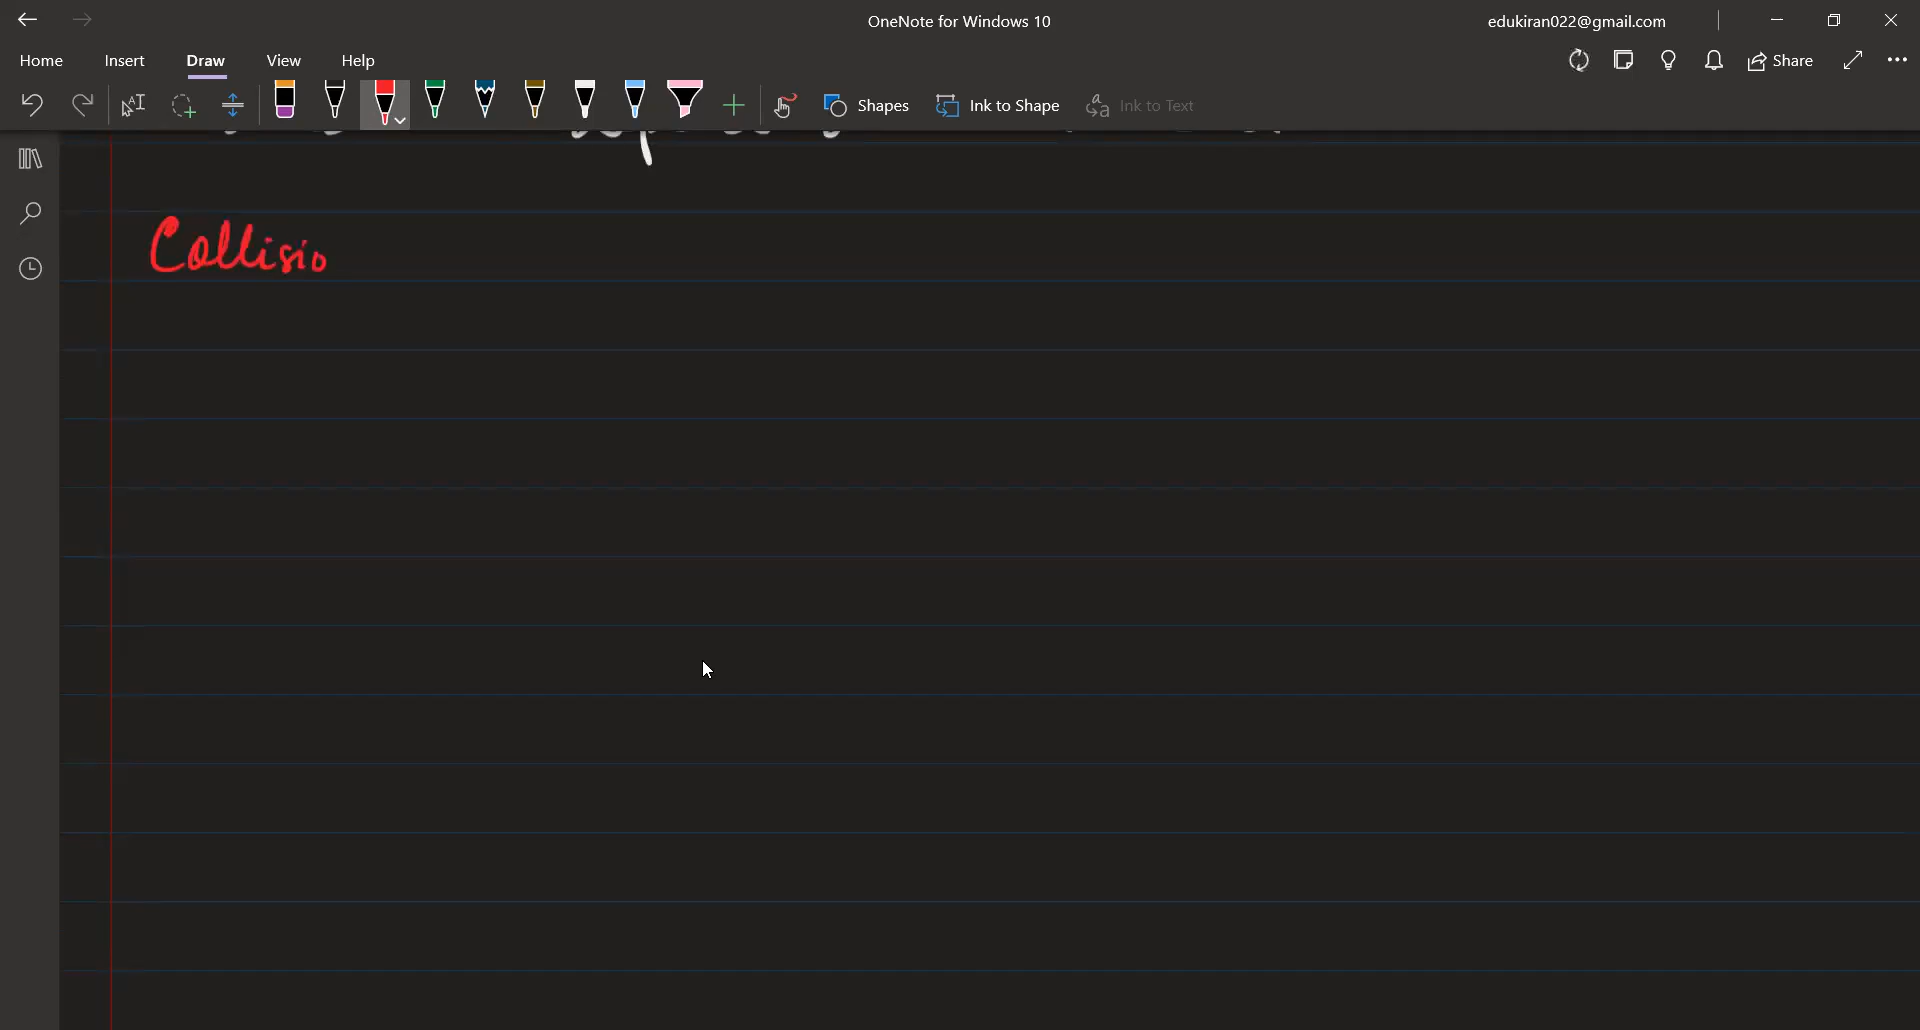 OneNote for Windows 10
edukiran022@gmail.com
Home Insert Draw View Help
Share
Shapes Ink to Shape Ink to Text
Collisio